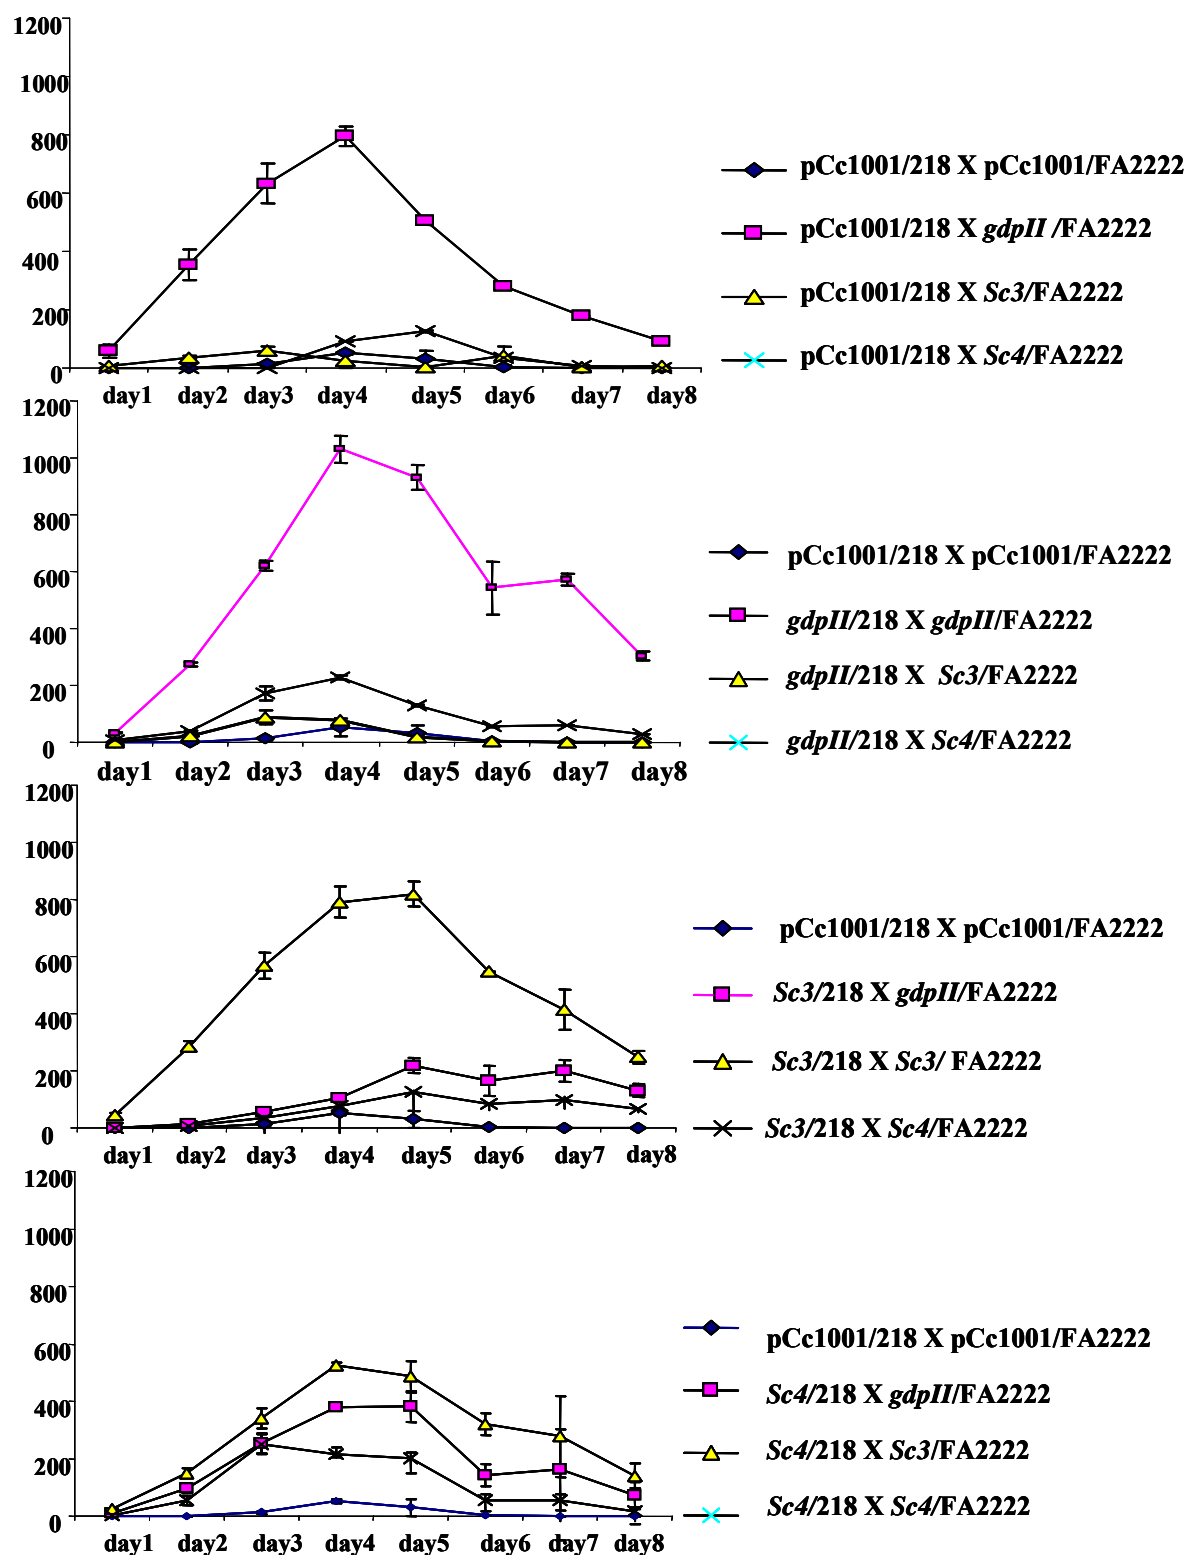 1200
1000
800
600
400
200
0
day1 day2 day3 day4 day5 day6 day7 day8
pCc1001/218 X pCc1001/FA2222
pCc1001/218 X gdpII /FA2222
pCc1001/218 X Sc3/FA2222
pCc1001/218 X Sc4/FA2222
1200
1000
800
600
400
200
0
day1 day2 day3 day4 day5 day6 day7 day8
pCc1001/218 X pCc1001/FA2222
gdpII/218 X gdpII/FA2222
gdpII/218 X Sc3/FA2222
gdpII/218 X Sc4/FA2222
1200
1000
800
600
400
200
0
day1 day2 day3 day4 day5 day6 day7 day8
pCc1001/218 X pCc1001/FA2222
Sc3/218 X gdpII/FA2222
Sc3/218 X Sc3/ FA2222
Sc3/218 X Sc4/FA2222
1200
1000
800
600
400
200
0
day1 day2 day3 day4 day5 day6 day7 day8
pCc1001/218 X pCc1001/FA2222
Sc4/218 X gdpII/FA2222
Sc4/218 X Sc3/FA2222
Sc4/218 X Sc4/FA2222